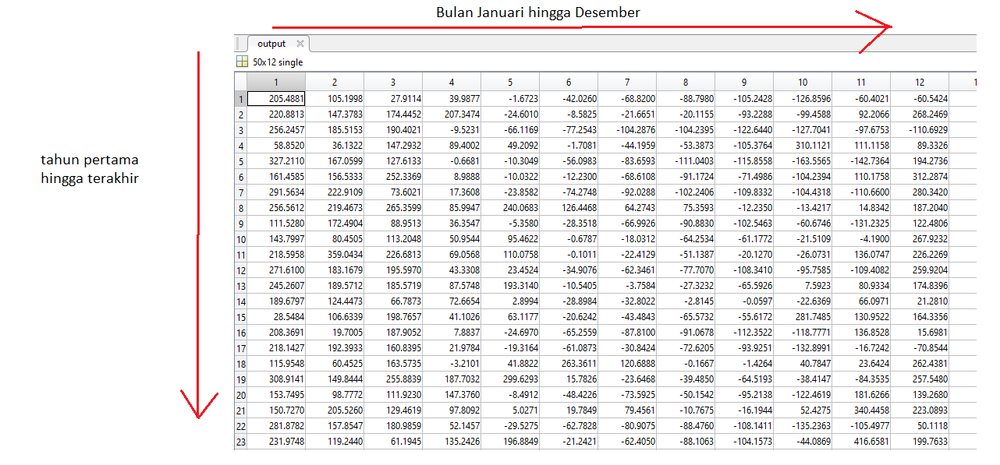 Bulan Januari hingga Desember
output
50x12 single
1 2 3 4 5 6 7 8 9 10 11 12 1
1 205.4881 105.1998 27.9114 39.9877 -1.6723 -42.0260 -68.8200 -88.7980 -105.2428 -126.8596 -60.4021 -60.5424
2 220.8813 147.3783 174.4452 207.3474 -24.6010 -8.5825 -21.6651 -20.1155 -93.2288 -99.4588 92.2066 268.2469
3 256.2457 185.5153 190.4021 -9.5231 -66.1169 -77.2543 -104.2876 -104.2395 -122.6440 -127.7041 -97.6753 -110.6929
4 58.8520 36.1322 147.2932 89.4002 49.2092 -1.7081 -44.1959 -53.3873 -105.3764 310.1121 111.1158 89.3326
tahun pertama
hingga terakhir
5 327.2110 167.0599 127.6133 -0.6681 -10.3049 -56.0983 -83.6593 -111.0403 -115.8558 -163.5565 -142.7364 194.2736
6 161.4585 156.5333 252.3369 8.9888 -10.0322 -12.2300 -68.6108 -91.1724 -71.4986 -104.2394 110.1758 312.2874
7 291.5634 222.9109 73.6021 17.3608 -23.8582 -74.2748 -92.0288 -102.2406 -109.8332 -104.4318 -110.6600 280.3420
8 256.5612 219.4673 265.3599 85.9947 240.0683 126.4468 64.2743 75.3593 -12.2350 -13.4217 14.8342 187.2040
9 111.5280 172.4904 88.9513 36.3547 -5.3580 -28.3518 -66.9926 -90.8830 -102.5463 -60.6746 -131.2325 122.4806
10 143.7997 80.4505 113.2048 50.9544 95.4622 -0.6787 -18.0312 -64.2534 -61.1772 -21.5109 -4.1900 267.9232
11 218.5958 359.0434 226.6813 69.0568 110.0758 -0.1011 -22.4129 -51.1387 -20.1270 -26.0731 136.0747 226.2269
12 271.6100 183.1679 195.5970 43.3308 23.4524 -34.9076 -62.3461 -77.7070 -108.3410 -95.7585 -109.4082 259.9204
13 245.2607 189.5712 185.5719 87.5748 193.3140 -10.5405 -3.7584 -27.3232 -65.5926 7.5923 80.9334 174.8396
14 189.6797 124.4473 66.7873 72.6654 2.8994 -28.8984 -32.8022 -2.8145 -0.0597 -22.6369 66.0971 21.2810
15 28.5484 106.6339 198.7657 41.1026 63.1177 -20.6242 -43.4843 -65.5732 -55.6172 281.7485 130.9522 164.3356
16 208.3691 19.7005 187.9052 7.8837 -24.6970 -65.2559 -87.8100 -91.0678 -112.3522 -118.7771 136.8528 15.6981
17 218.1427 192.3933 160.8395 21.9784 -19.3164 -61.0873 -30.8424 -72.6205 -93.9251 -132.8991 -16.7242 -70.8544
18 115.9548 60.4525 163.5735 -3.2101 41.8822 263.3611 120.6888 -0.1667 -1.4264 40.7847 23.6424 262.4381
19 308.9141 149.8444 255.8839 187.7032 299.6293 15.7826 -23.6468 -39.4850 -64.5193 -38.4147 -84.3535 257.5480
20 153.7495 98.7772 111.9230 147.3760 -8.4912 -48.4226 -73.5925 -50.1542 -95.2138 -122.4619 181.6266 139.2680
21 150.7270 205.5260 129.4619 97.8092 5.0271 19.7849 79.4561 -10.7675 -16.1944 52.4275 340.4458 223.0893
22 281.8782 157.8547 180.9859 52.1457 -29.5275 -62.7828 -80.9075 -88.4760 -108.1411 -135.2363 -105.4977 50.1118
23 231.9748 119.2440 61.1945 135.2426 196.8849 -21.2421 -62.4050 -88.1063 -104.1573 -44.0869 416.6581 199.7633